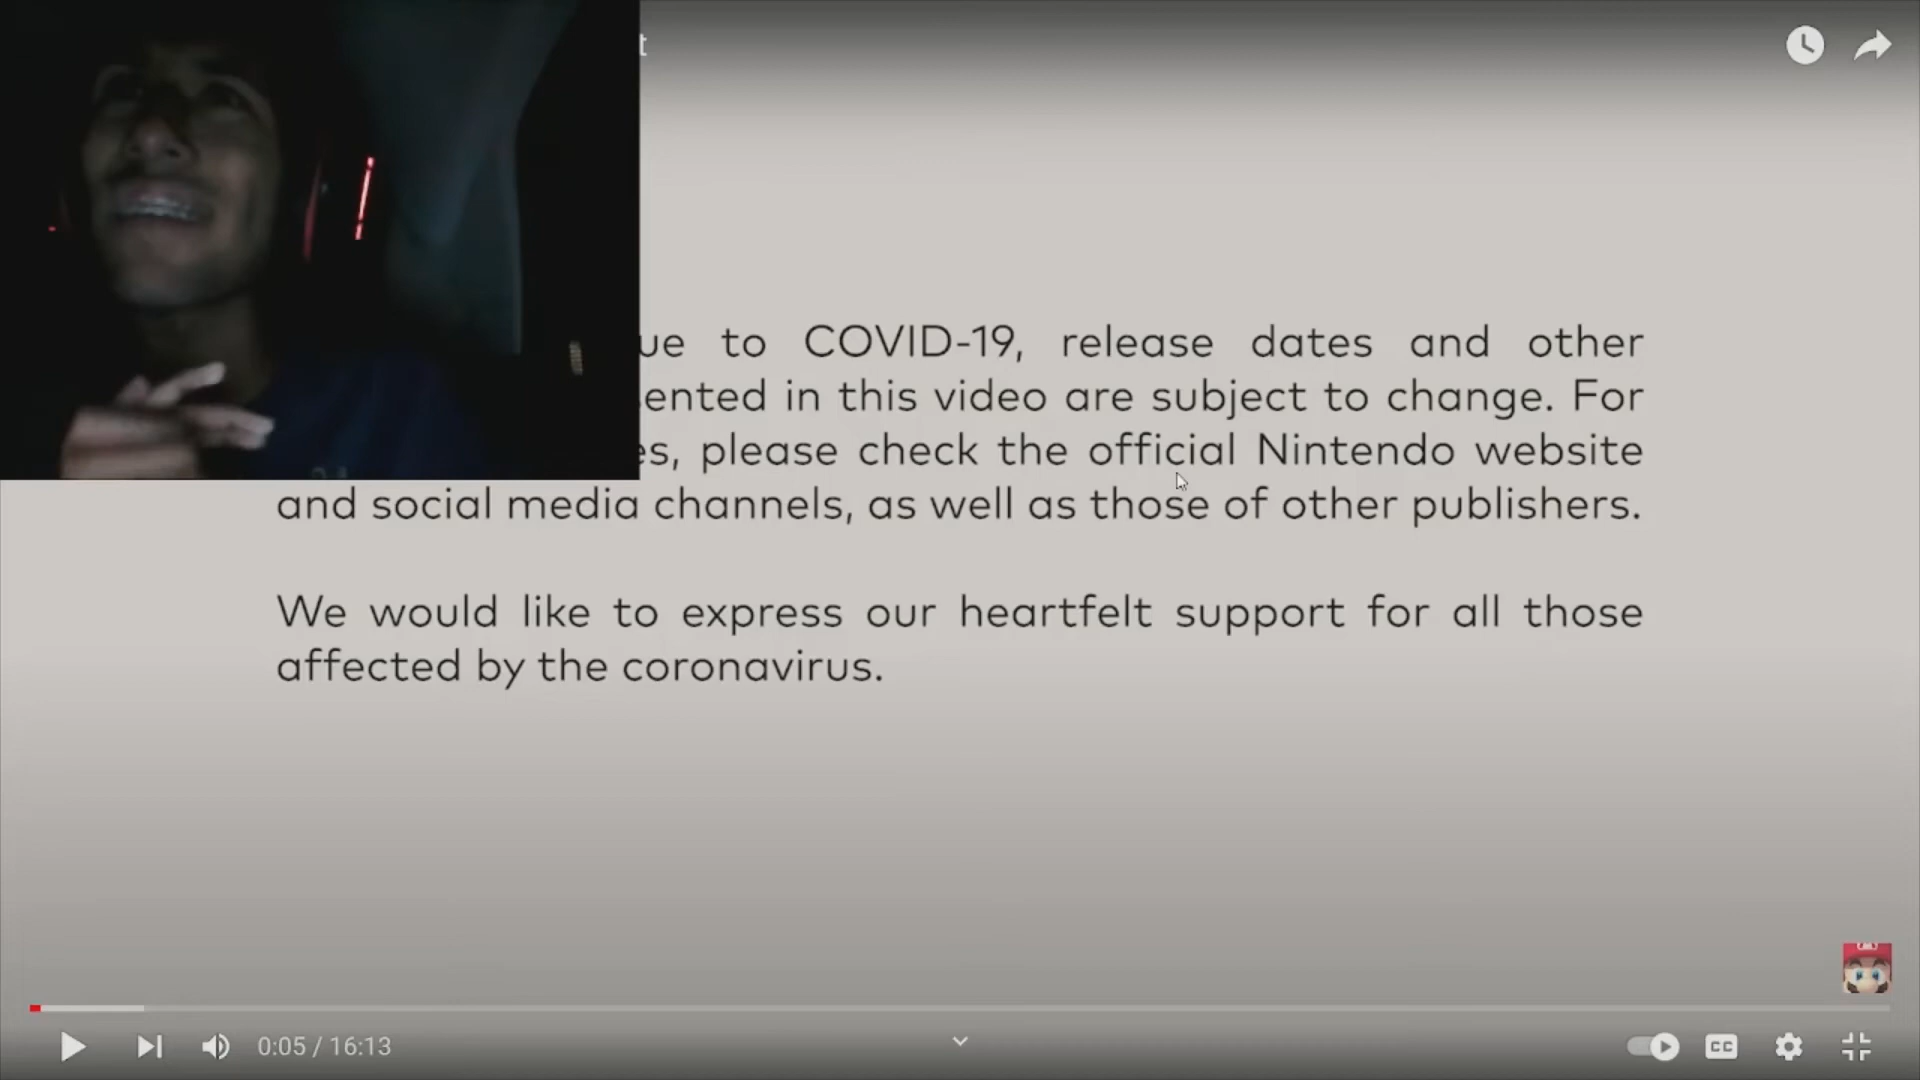 t
ue to COVID-19, release dates and other
ented in this video are subject to change. For
es, please check the official Nintendo website
and social media channels, as well as those of other publishers.
We would like to express our heartfelt support for all those
affected by the coronavirus.
0:05 / 16:13
CC